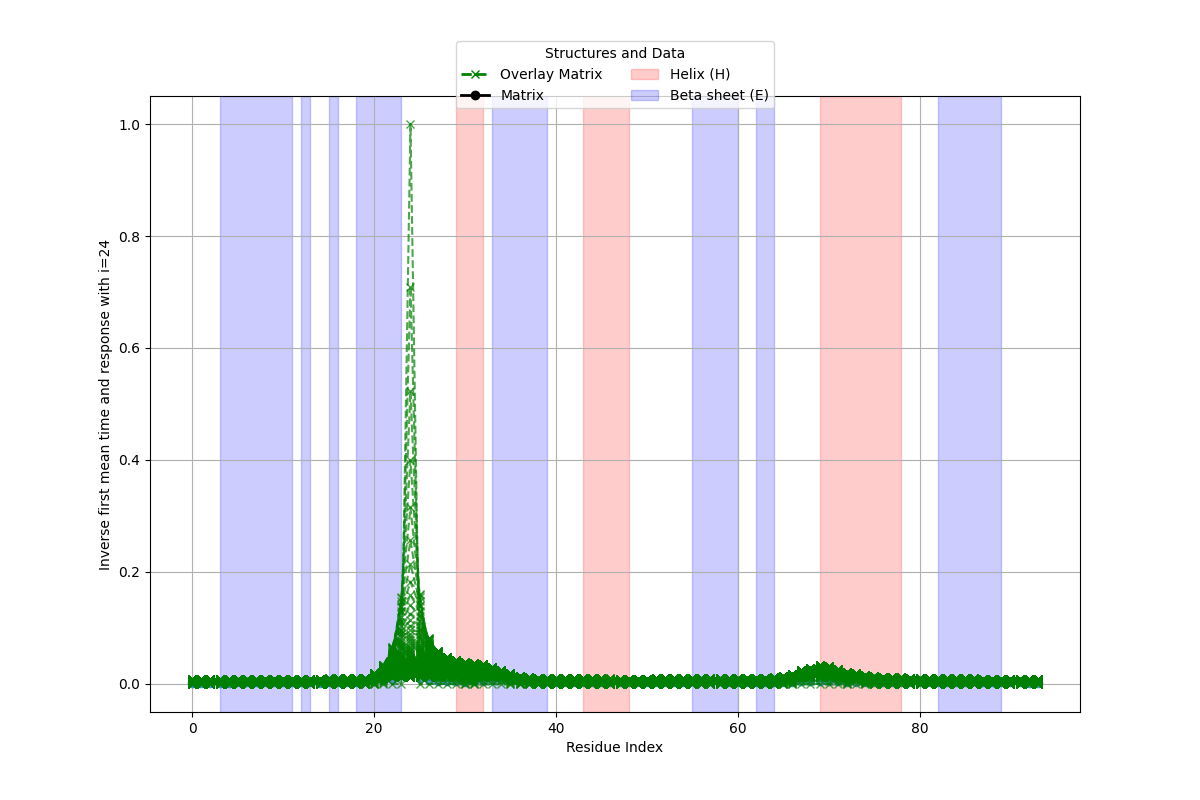 Structures and Data
Overlay Matrix
Helix (H)
Matrix
Beta sheet (E)
1.0
0.8
0.6
0.4
0.2
0.0
Inverse first mean time and response with i=24
0 20 40 60 80
Residue Index